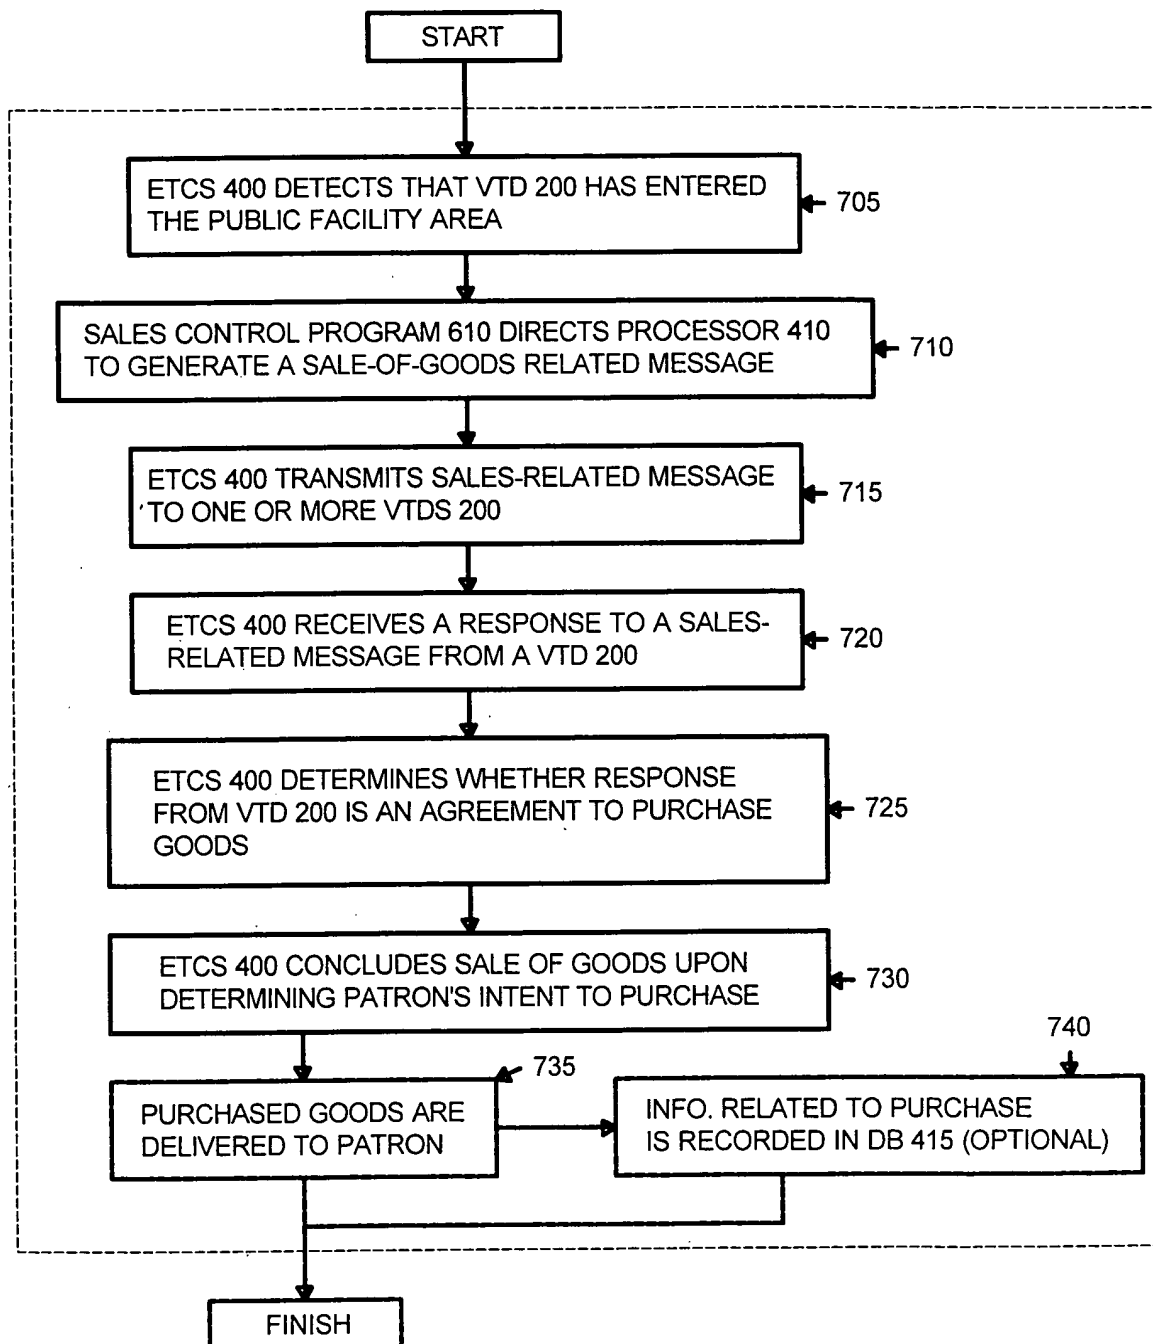 START
ETCS 400 DETECTS THAT VTD 200 HAS ENTERED
THE PUBLIC FACILITY AREA
705
SALES CONTROL PROGRAM 610 DIRECTS PROCESSOR 410
TO GENERATE A SALE-OF-GOODS RELATED MESSAGE
710
ETCS 400 TRANSMITS SALES-RELATED MESSAGE
TO ONE OR MORE VTDS 200
715
ETCS 400 RECEIVES A RESPONSE TO A SALES-
RELATED MESSAGE FROM A VTD 200
720
ETCS 400 DETERMINES WHETHER RESPONSE
FROM VTD 200 IS AN AGREEMENT TO PURCHASE
GOODS
725
ETCS 400 CONCLUDES SALE OF GOODS UPON
DETERMINING PATRON'S INTENT TO PURCHASE
730
735
PURCHASED GOODS ARE
DELIVERED TO PATRON
740
INFO. RELATED TO PURCHASE
IS RECORDED IN DB 415 (OPTIONAL)
FINISH